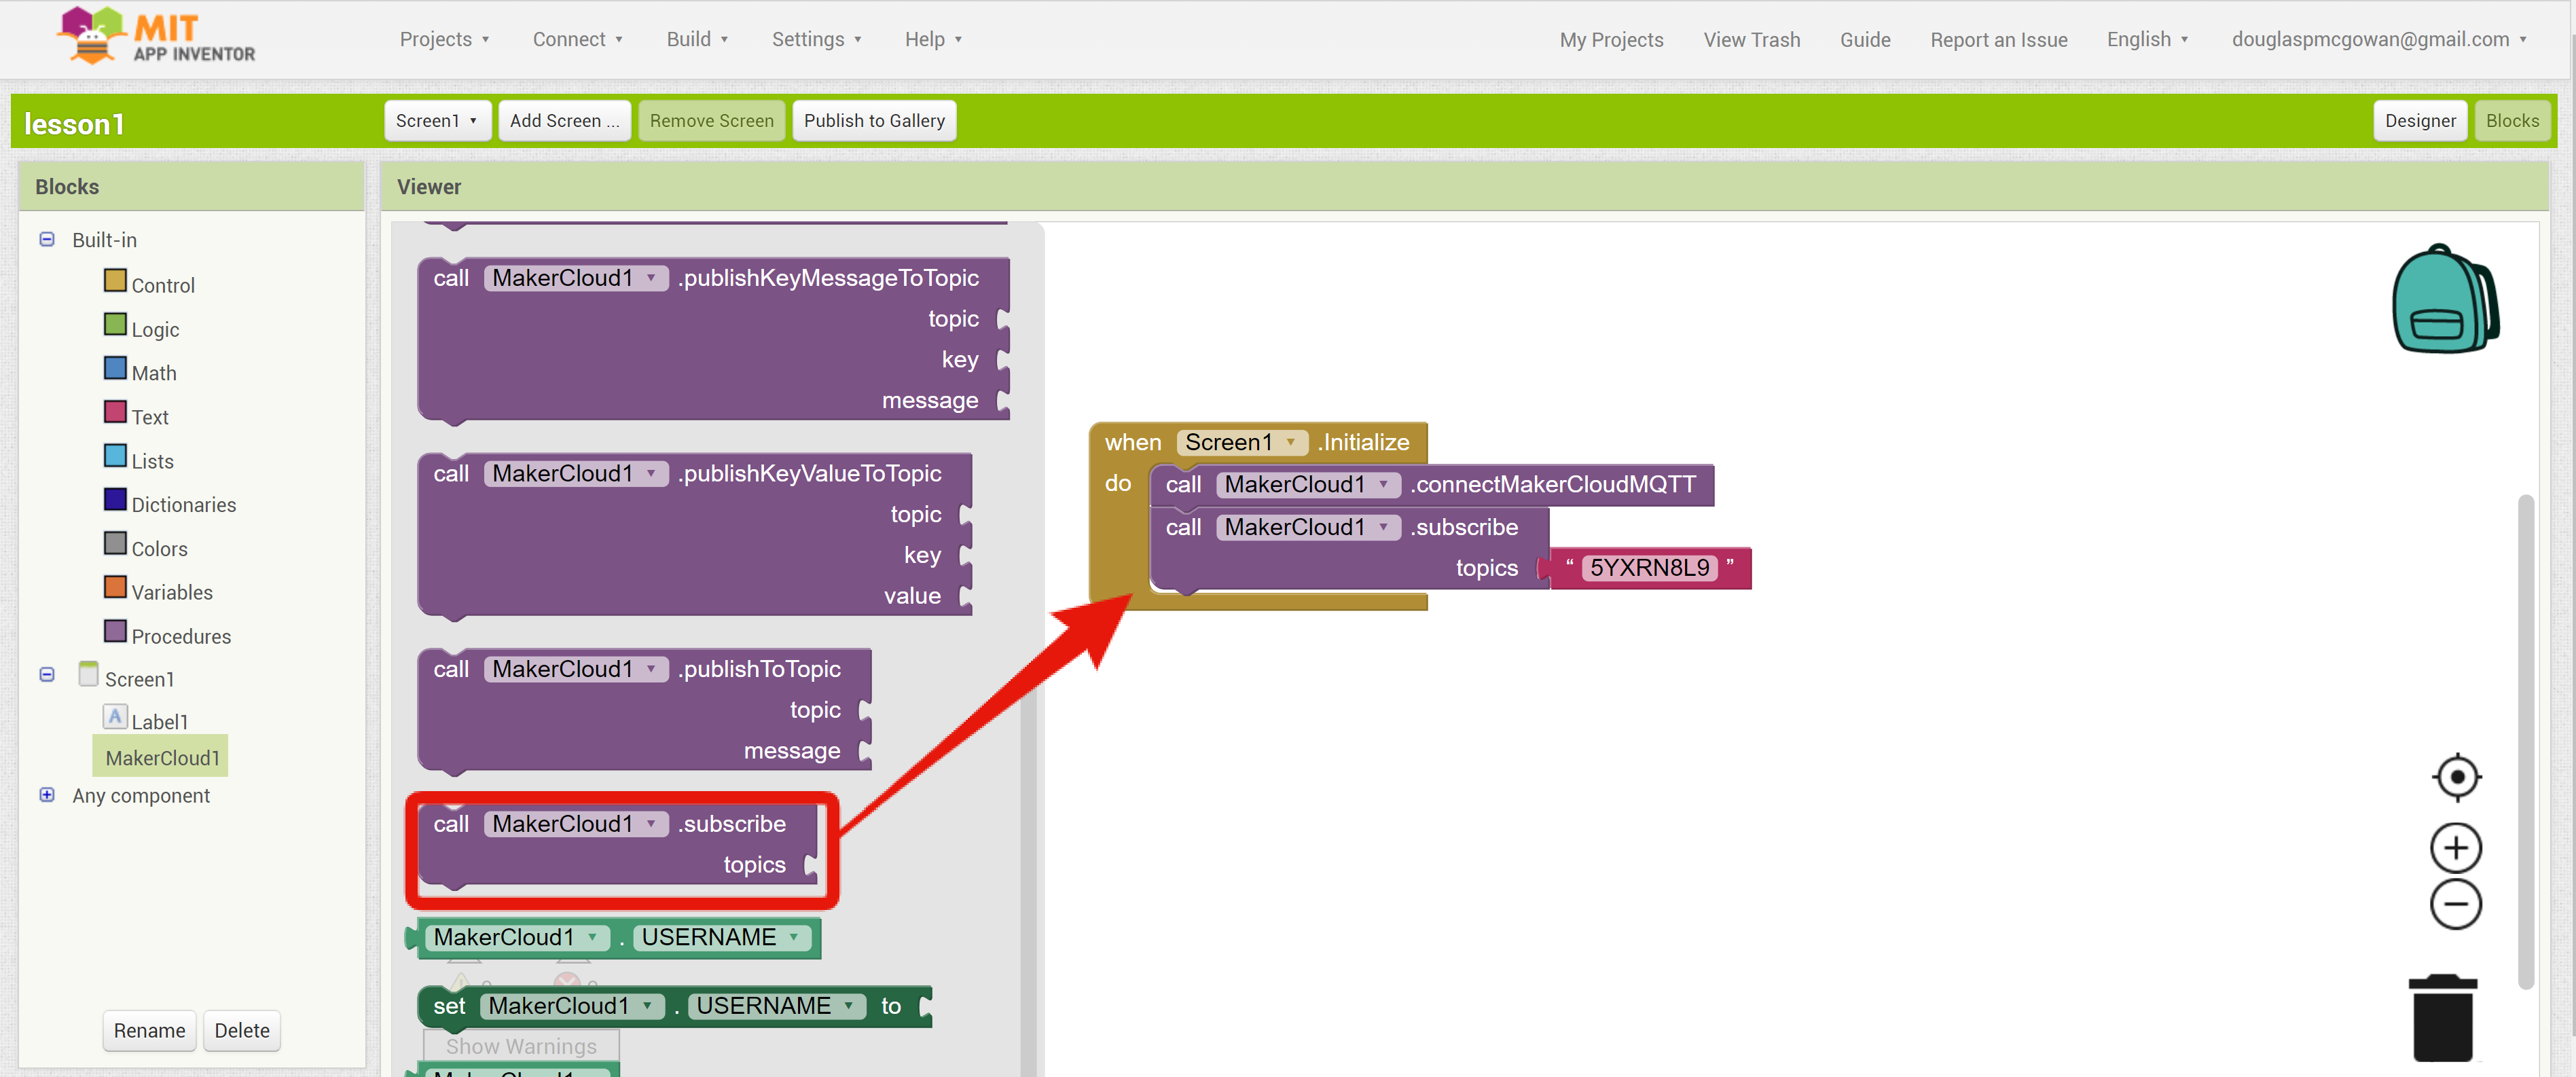 MIT
APP INVENTOR
Projects
Connect
Build
Settings
Help
My Projects
View Trash
Guide
Report an Issue
English
douglaspmcgowan@gmail.com
lesson1
Screen1
Add Screen ...
Remove Screen
Publish to Gallery
Designer
Blocks
Blocks
Built-in
Control
Logic
Math
Text
Lists
Dictionaries
Colors
Variables
Procedures
Screen1
A Label1
MakerCloud1
Any component
Rename
Delete
Viewer
call MakerCloud1 .publishKeyMessageToTopic
topic
key
message
call MakerCloud1 .publishKeyValueToTopic
topic
key
value
call MakerCloud1 .publishToTopic
topic
message
call MakerCloud1 .subscribe
topics
MakerCloud1 . USERNAME
set MakerCloud1 . USERNAME to
Show Warnings
when Screen1 .Initialize
do call MakerCloud1 .connectMakerCloudMQTT
call MakerCloud1 .subscribe
topics “ 5YXRN8L9 ”